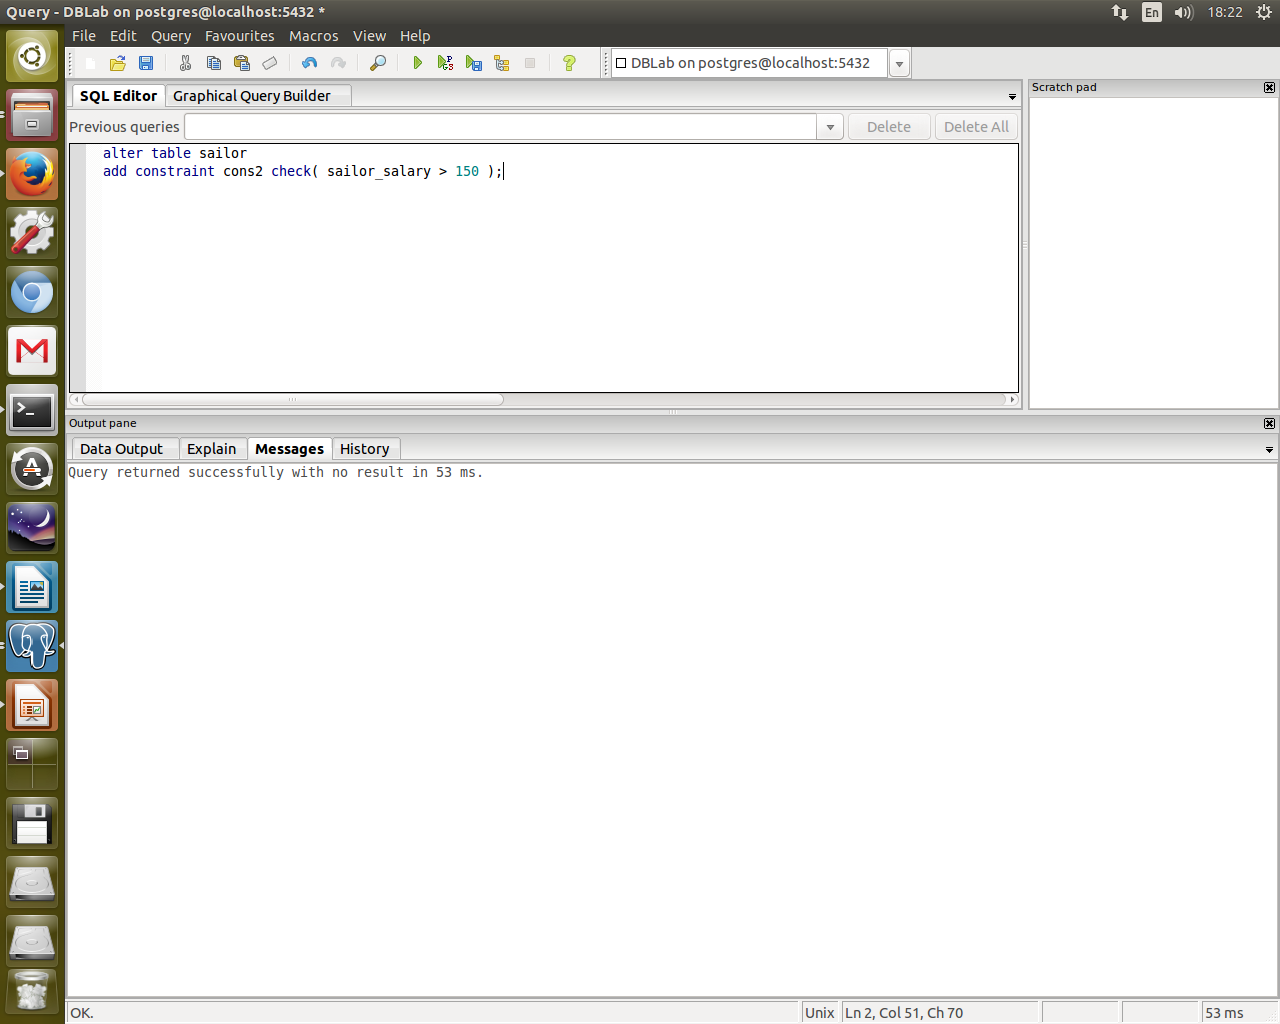 Query - DBLab on postgres@localhost:5432 *
En
18:22
File Edit Query Favourites Macros View Help
DBLab on postgres@localhost:5432
SQL Editor
Graphical Query Builder
Scratch pad
Previous queries
Delete
Delete All
alter table sailor
add constraint cons2 check( sailor_salary > 150 );
Output pane
Data Output
Explain
Messages
History
Query returned successfully with no result in 53 ms.
OK.
Unix
Ln 2, Col 51, Ch 70
53 ms